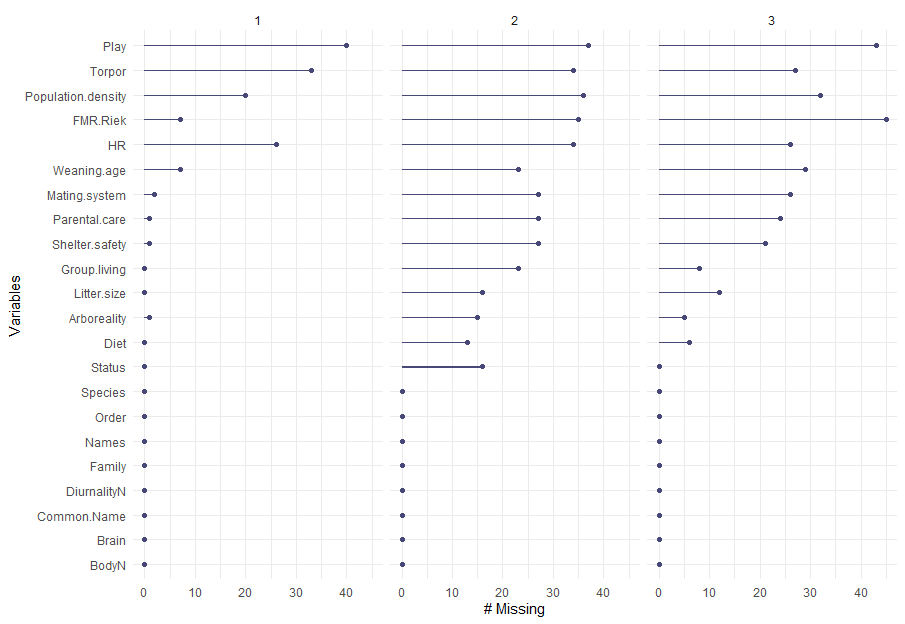 1 2 3
Play
Torpor
Population.density
FMR.Riek
HR
Weaning.age
Mating.system
Parental.care
Shelter.safety
Group.living
Litter.size
Arboreality
Diet
Status
Species
Order
Names
Family
DiurnalityN
Common.Name
Brain
BodyN
Variables
0 10 20 30 40 0 10 20 30 40 0 10 20 30 40
# Missing